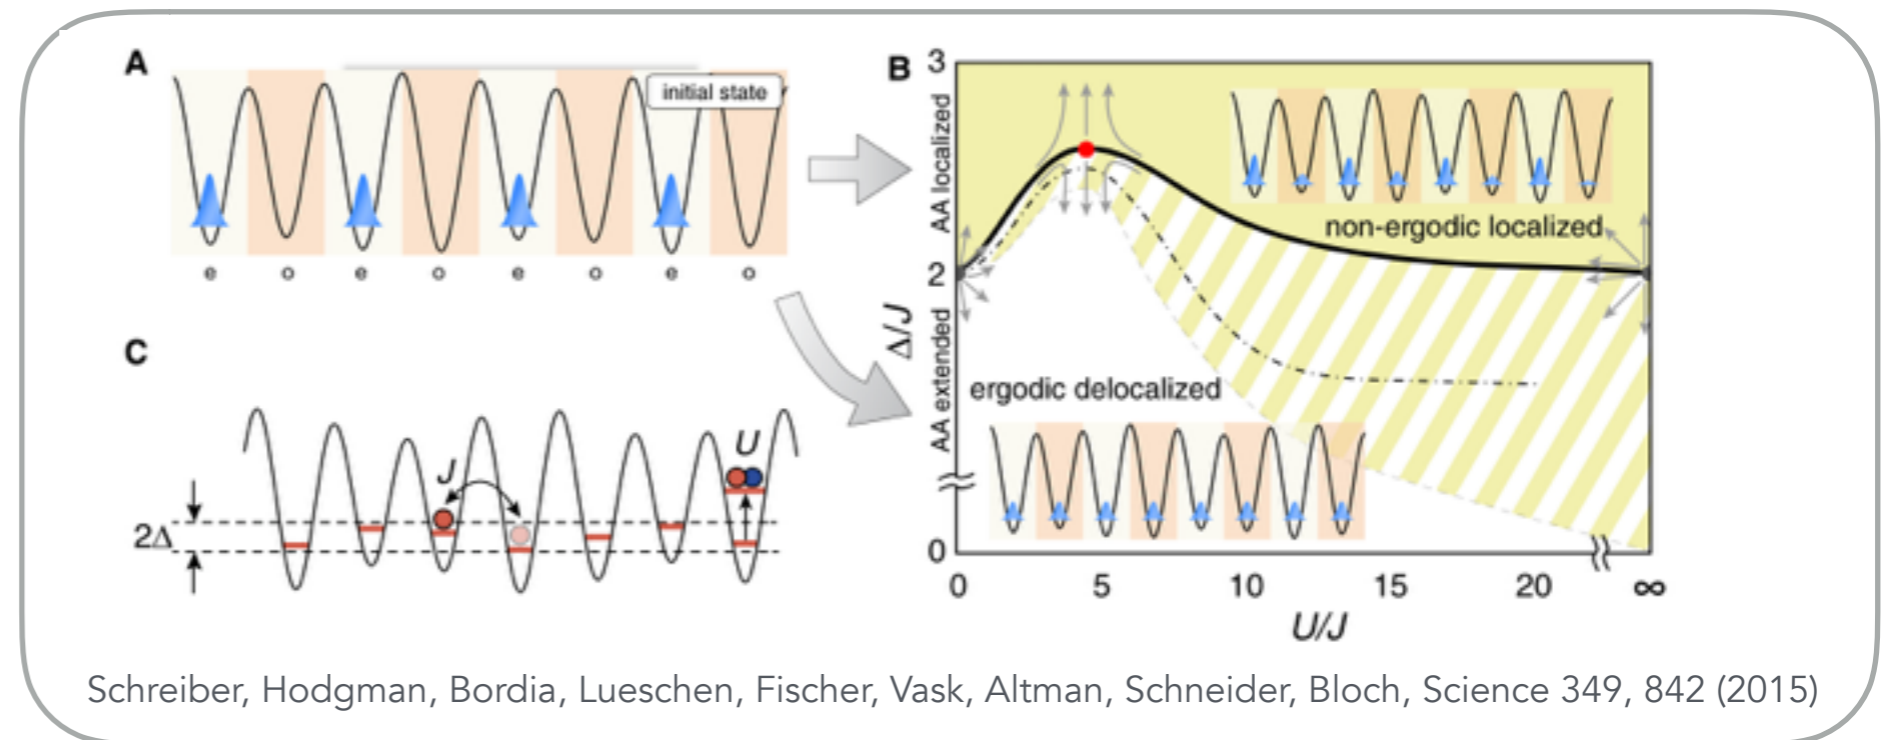 A
initial state
e o e o e o e o
B
3
2
0
AA localized
Δ/J
AA extended
non-ergodic localized
ergodic delocalized
0 5 10 15 20 ∞
U/J
C
J
U
2Δ
Schreiber, Hodgman, Bordia, Lueschen, Fischer, Vask, Altman, Schneider, Bloch, Science 349, 842 (2015)